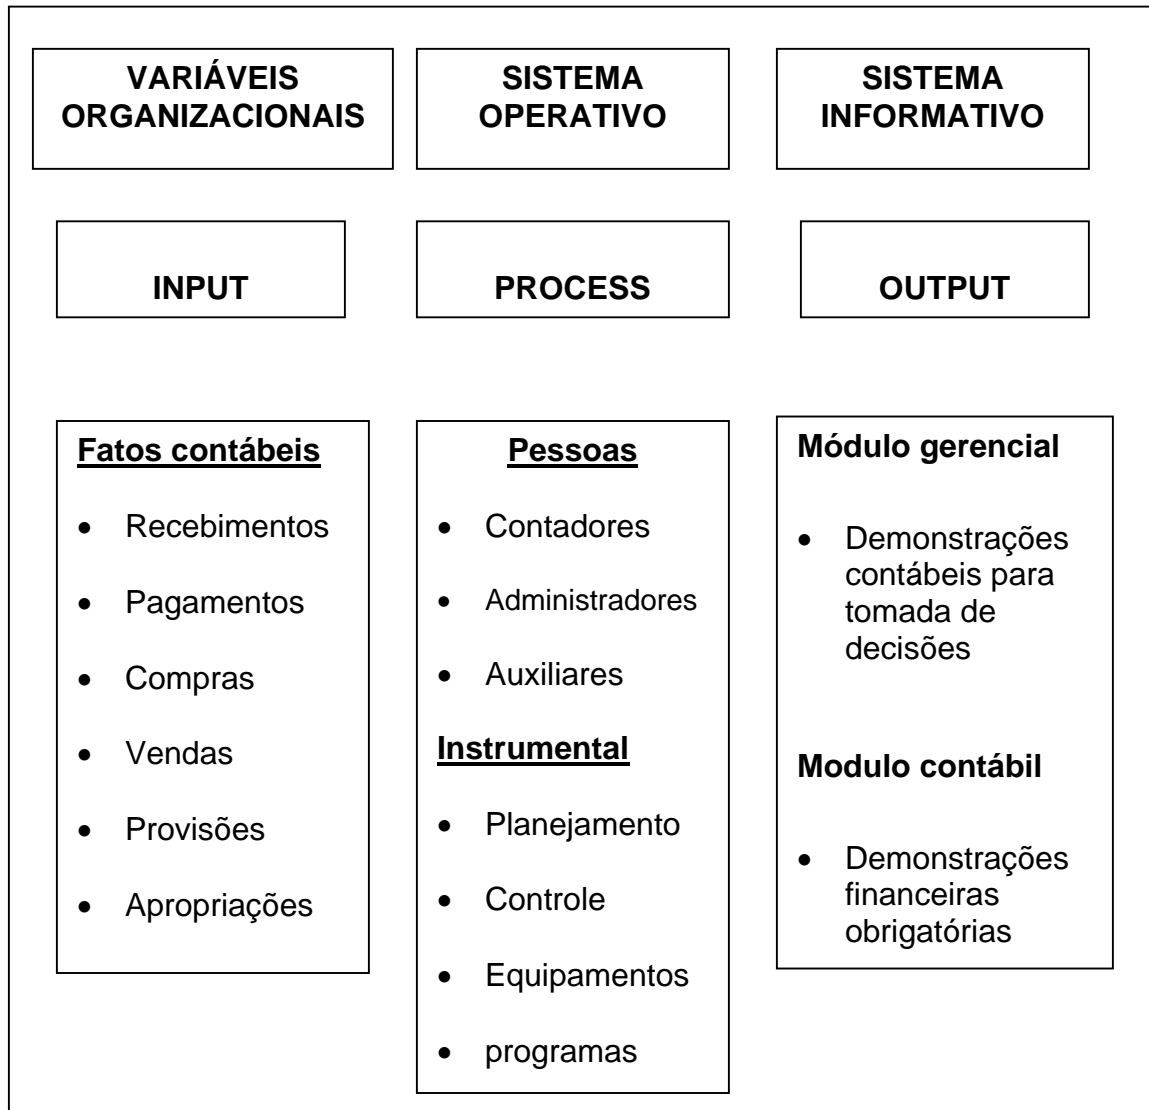 VARIÁVEIS
ORGANIZACIONAIS
SISTEMA
OPERATIVO
SISTEMA
INFORMATIVO
INPUT
PROCESS
OUTPUT
Fatos contábeis
• Recebimentos
• Pagamentos
• Compras
• Vendas
• Provisões
• Apropriações
Pessoas
• Contadores
• Administradores
• Auxiliares
Instrumental
• Planejamento
• Controle
• Equipamentos
• programas
Módulo gerencial
• Demonstrações
contábeis para
tomada de
decisões
Modulo contábil
• Demonstrações
financeiras
obrigatórias